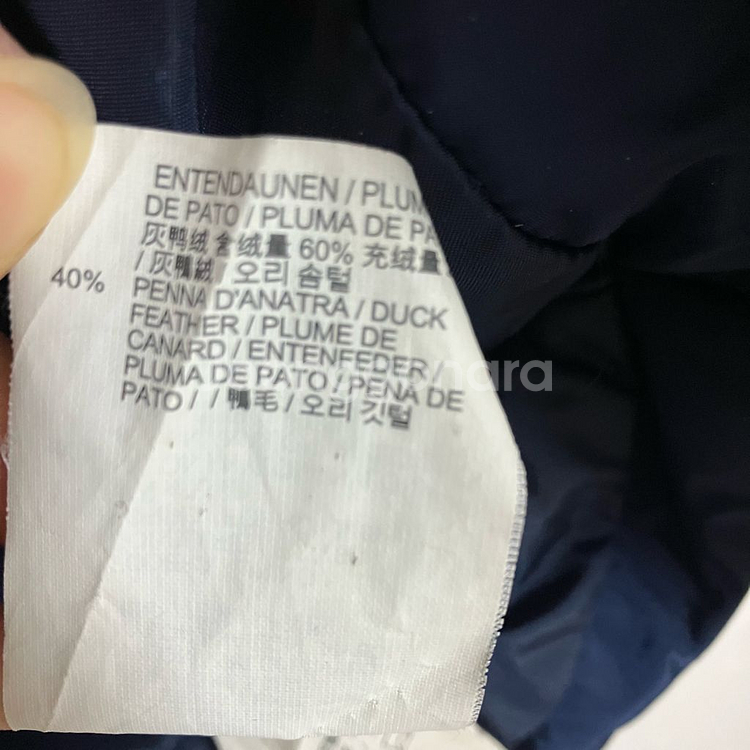 ENTENDAUNEN / PLUM
DE PATO / PLUMA DE PA
灰鸭绒 含绒量 60% 充绒量
/ 灰鴨絨 / 오리 솜털
40% PENNA D'ANATRA / DUCK
FEATHER / PLUME DE
CANARD / ENTENFEDER /
PLUMA DE PATO / PENA DE
PATO / / 鴨毛 / 오리 깃털